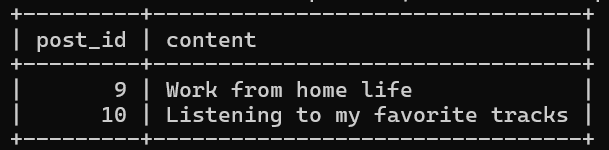 post_id | content
9 | Work from home life
10 | Listening to my favorite tracks